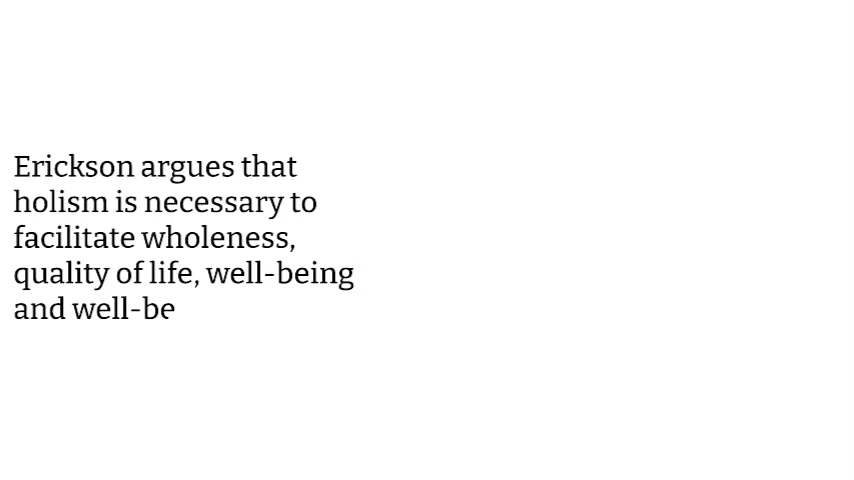 Erickson argues that
holism is necessary to
facilitate wholeness,
quality of life, well-being
and well-be